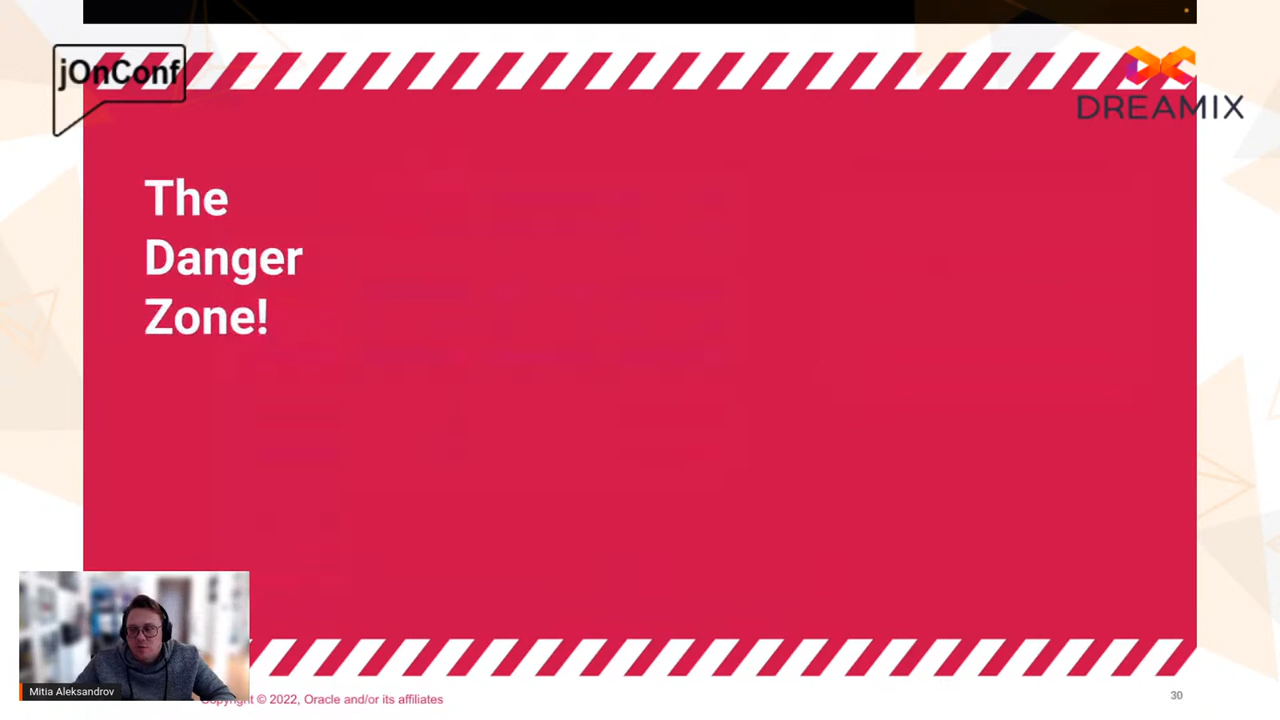 jOnConf
DREAMIX
The
Danger
Zone!
Mitia Aleksandrov
Copyright © 2022, Oracle and/or its affiliates
30